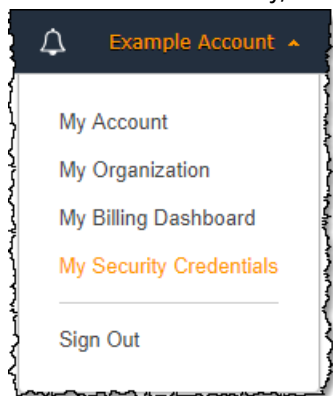 Example Account
My Account
My Organization
My Billing Dashboard
My Security Credentials
Sign Out